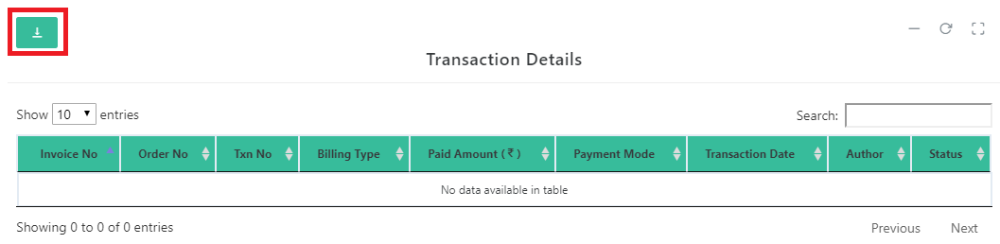 Transaction Details
Show 10 entries
Search:
Invoice No Order No Txn No Billing Type Paid Amount ( ₹ ) Payment Mode Transaction Date Author Status
No data available in table
Showing 0 to 0 of 0 entries
Previous Next